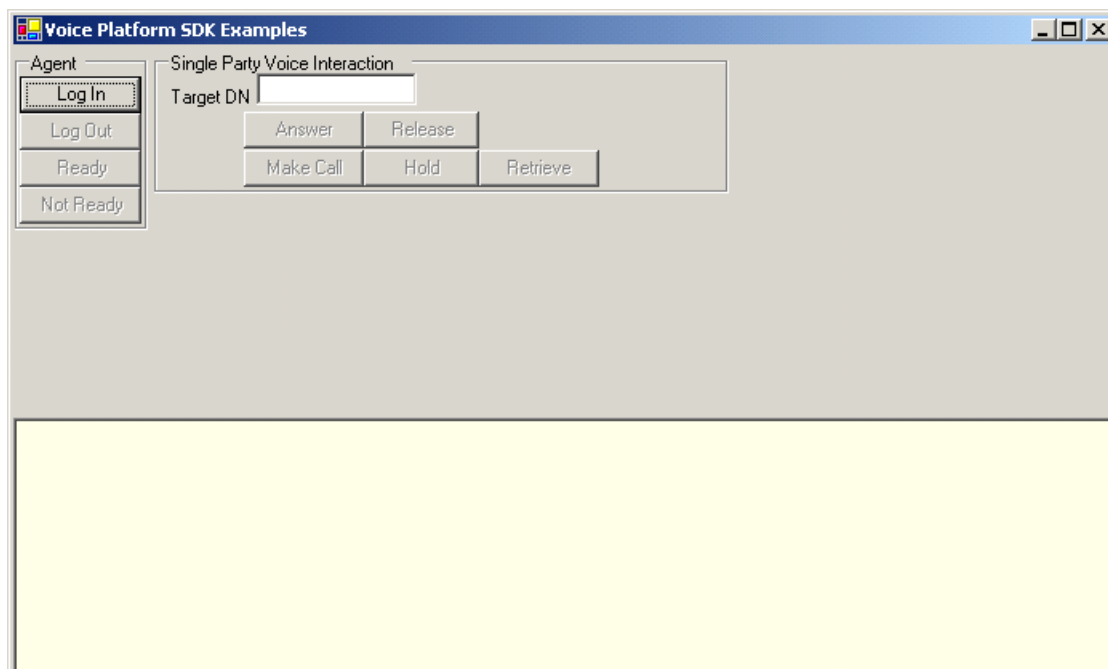 Voice Platform SDK Examples
Agent
Log In
Log Out
Ready
Not Ready
Single Party Voice Interaction
Target DN
Answer Release
Make Call Hold Retrieve